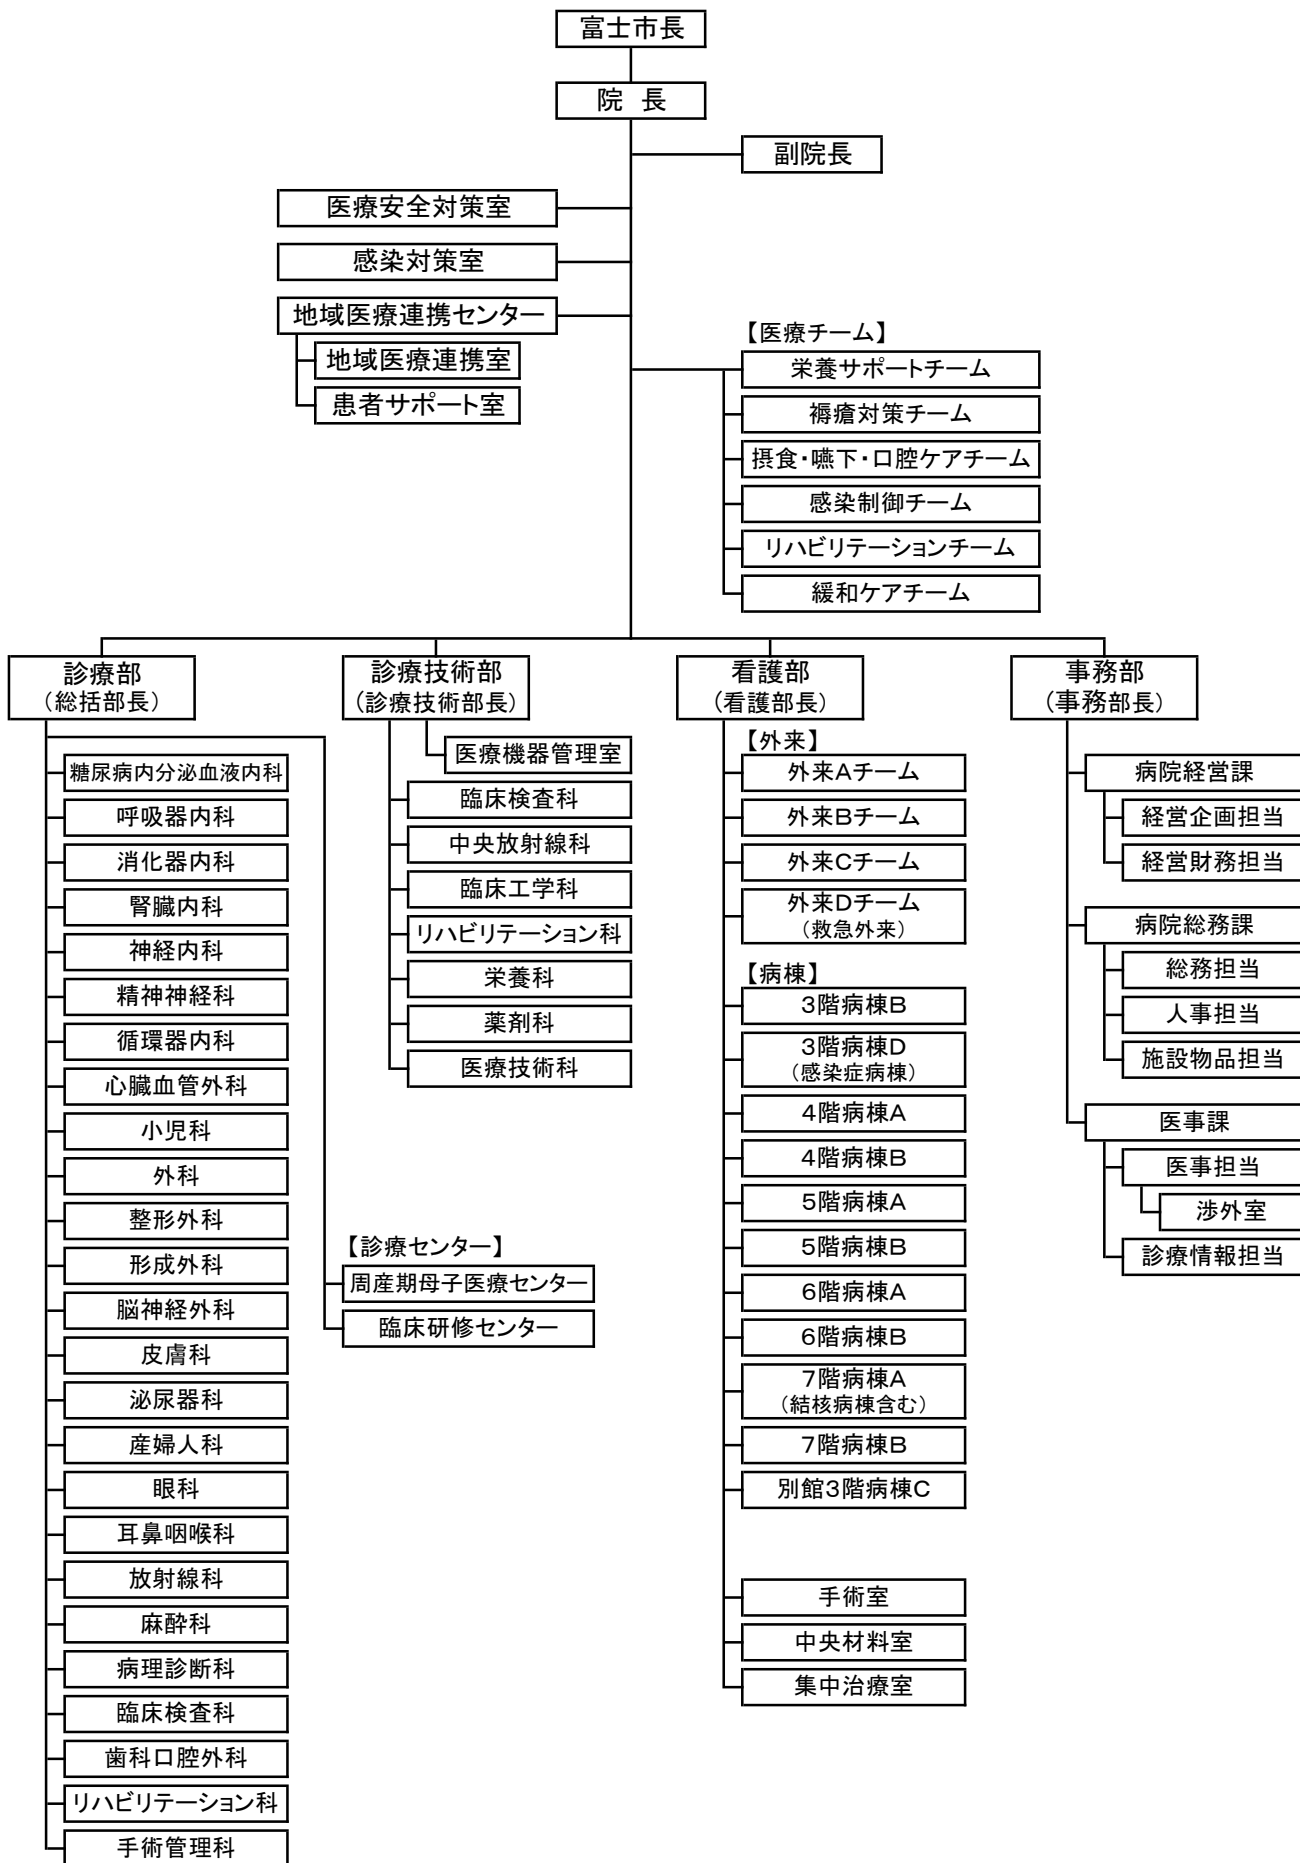 富士市長
院 長
副院長
医療安全対策室
感染対策室
地域医療連携センター
地域医療連携室
患者サポート室
【医療チーム】
栄養サポートチーム
褥瘡対策チーム
摂食・嚥下・口腔ケアチーム
感染制御チーム
リハビリテーションチーム
緩和ケアチーム
診療部
（総括部長）
糖尿病内分泌血液内科
呼吸器内科
消化器内科
腎臓内科
神経内科
精神神経科
循環器内科
心臓血管外科
小児科
外科
整形外科
形成外科
脳神経外科
皮膚科
泌尿器科
産婦人科
眼科
耳鼻咽喉科
放射線科
麻酔科
病理診断科
臨床検査科
歯科口腔外科
リハビリテーション科
手術管理科
【診療センター】
周産期母子医療センター
臨床研修センター
診療技術部
（診療技術部長）
医療機器管理室
臨床検査科
中央放射線科
臨床工学科
リハビリテーション科
栄養科
薬剤科
医療技術科
看護部
（看護部長）
【外来】
外来Ａチーム
外来Ｂチーム
外来Ｃチーム
外来Ｄチーム
（救急外来）
【病棟】
３階病棟Ｂ
３階病棟Ｄ
（感染症病棟）
４階病棟Ａ
４階病棟Ｂ
５階病棟Ａ
５階病棟Ｂ
６階病棟Ａ
６階病棟Ｂ
７階病棟Ａ
（結核病棟含む）
７階病棟Ｂ
別館３階病棟Ｃ
手術室
中央材料室
集中治療室
事務部
（事務部長）
病院経営課
経営企画担当
経営財務担当
病院総務課
総務担当
人事担当
施設物品担当
医事課
医事担当
渉外室
診療情報担当